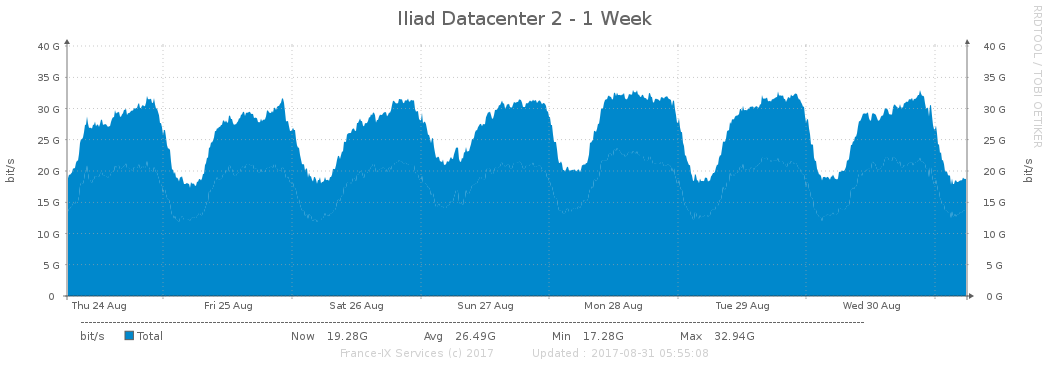 Iliad Datacenter 2 - 1 Week
RRDTOOL / TOBI OETIKER
40 G 40 G
35 G 35 G
30 G 30 G
25 G 25 G
20 G 20 G
15 G 15 G
10 G 10 G
5 G 5 G
0 0 G
bit/s bit/s
Thu 24 Aug Fri 25 Aug Sat 26 Aug Sun 27 Aug Mon 28 Aug Tue 29 Aug Wed 30 Aug
bit/s Total Now 19.28G Avg 26.49G Min 17.28G Max 32.94G
France-IX Services (c) 2017 Updated : 2017-08-31 05:55:08